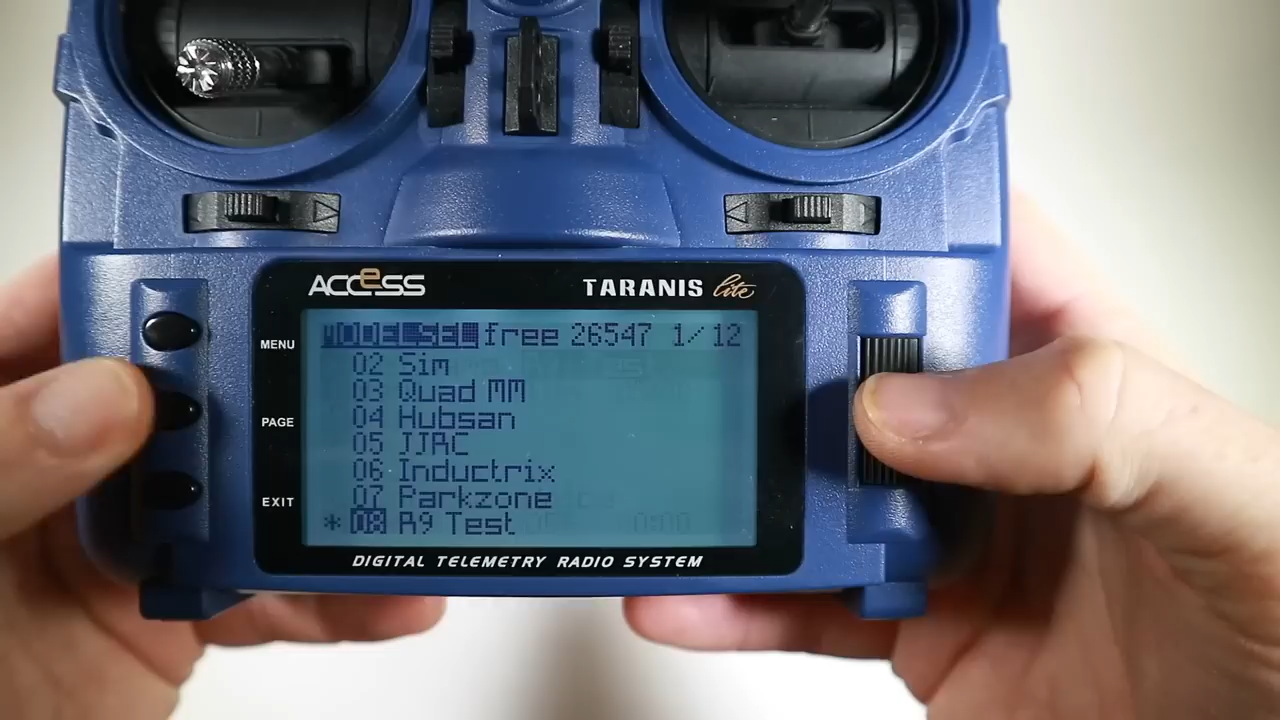 ACCESS
TARANIS lite
MENU
PAGE
EXIT
MODELSEL free 26547 1/12
02 Sim
03 Quad MM
04 Hubsan
05 JJRC
06 Inductrix
07 Parkzone
* 08 R9 Test
DIGITAL TELEMETRY RADIO SYSTEM